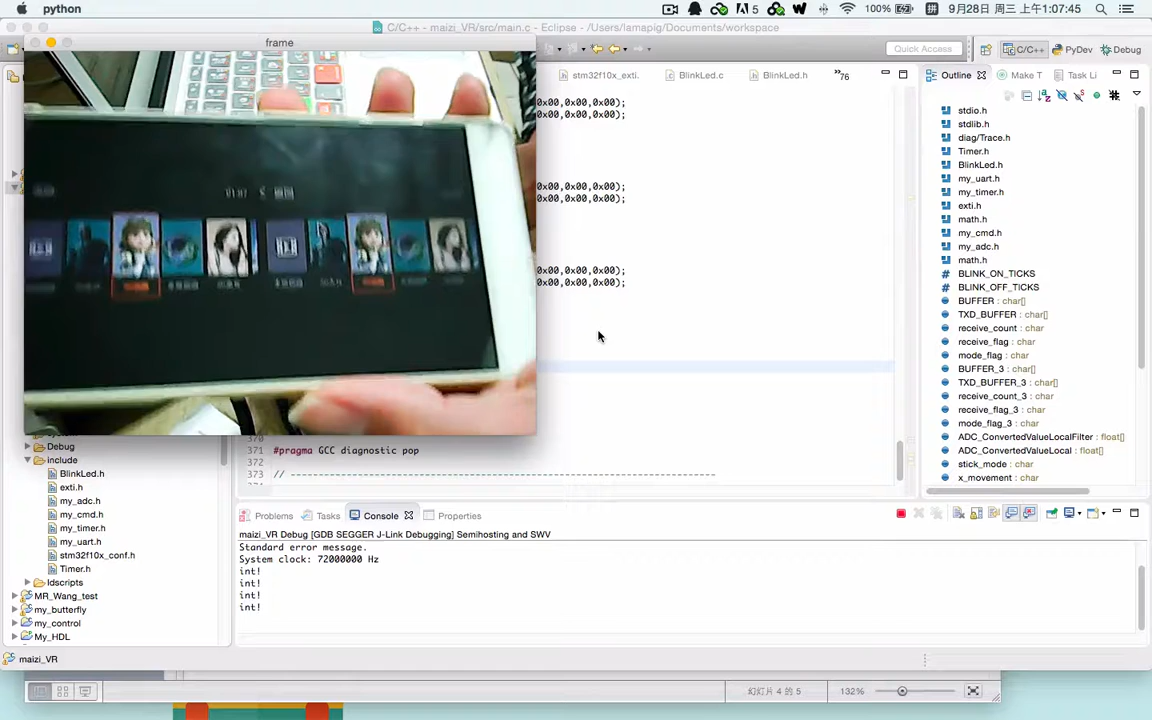 python
5
100%
拼
9月28日 周三 上午1:07:45
C/C++ - maizi_VR/src/main.c - Eclipse - /Users/lamapig/Documents/workspace
frame
Quick Access
C/C++
PyDev
Debug
stm32f10x_exti.
BlinkLed.c
BlinkLed.h
76
Outline
Make T
Task Li
0x00,0x00,0x00);
0x00,0x00,0x00);
0x00,0x00,0x00);
0x00,0x00,0x00);
0x00,0x00,0x00);
0x00,0x00,0x00);
371 #pragma GCC diagnostic pop
372
373 // ----------------------------------------------------------------------------
stdio.h
stdlib.h
diag/Trace.h
Timer.h
BlinkLed.h
my_uart.h
my_timer.h
exti.h
math.h
my_cmd.h
my_adc.h
math.h
BLINK_ON_TICKS
BLINK_OFF_TICKS
BUFFER : char[]
TXD_BUFFER : char[]
receive_count : char
receive_flag : char
mode_flag : char
BUFFER_3 : char[]
TXD_BUFFER_3 : char[]
receive_count_3 : char
receive_flag_3 : char
mode_flag_3 : char
ADC_ConvertedValueLocalFilter : float[]
ADC_ConvertedValueLocal : float[]
stick_mode : char
x_movement : char
Debug
include
BlinkLed.h
exti.h
my_adc.h
my_cmd.h
my_timer.h
my_uart.h
stm32f10x_conf.h
Timer.h
ldscripts
MR_Wang_test
my_butterfly
my_control
My_HDL
maizi_VR
Problems
Tasks
Console
Properties
maizi_VR Debug [GDB SEGGER J-Link Debugging] Semihosting and SWV
Standard error message.
System clock: 72000000 Hz
int!
int!
int!
int!
幻灯片 4 的 5
132%